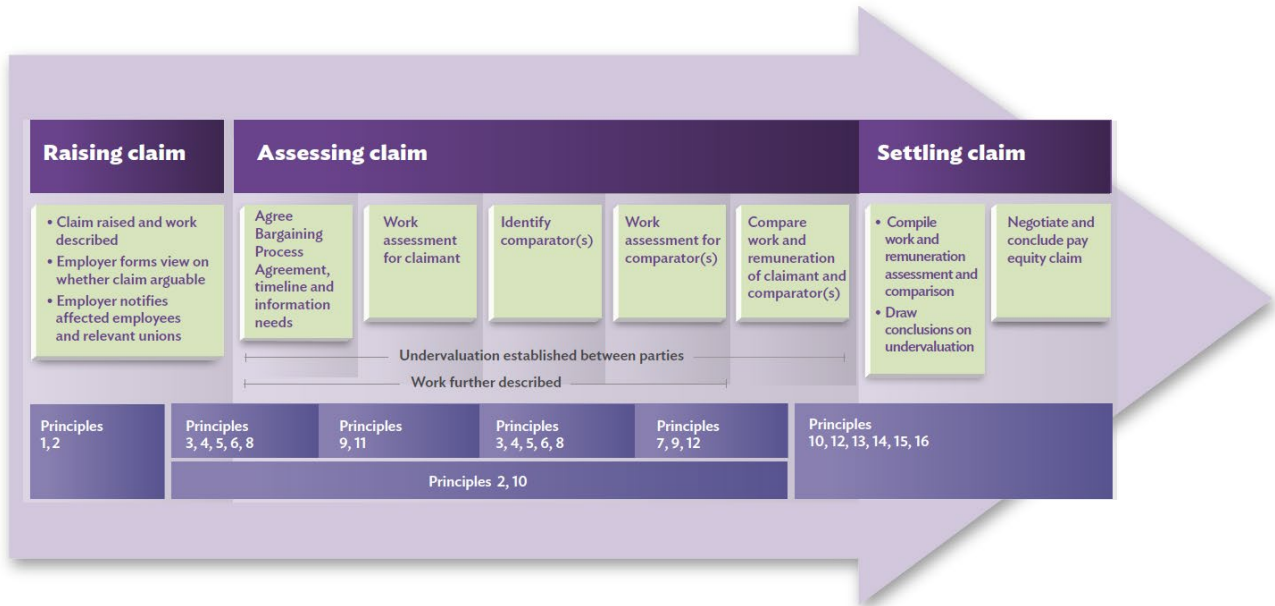 Raising claim
Assessing claim
Settling claim
• Claim raised and work
described
• Employer forms view on
whether claim arguable
• Employer notifies
affected employees
and relevant unions
Agree
Bargaining
Process
Agreement,
timeline and
information
needs
Work
assessment
for claimant
Identify
comparator(s)
Work
assessment for
comparator(s)
Compare
work and
remuneration
of claimant and
comparator(s)
• Compile
work and
remuneration
assessment and
comparison
• Draw
conclusions on
undervaluation
Negotiate and
conclude pay
equity claim
Undervaluation established between parties
Work further described
Principles
1, 2
Principles
3, 4, 5, 6, 8
Principles
9, 11
Principles
3, 4, 5, 6, 8
Principles
7, 9, 12
Principles
10, 12, 13, 14, 15, 16
Principles 2, 10